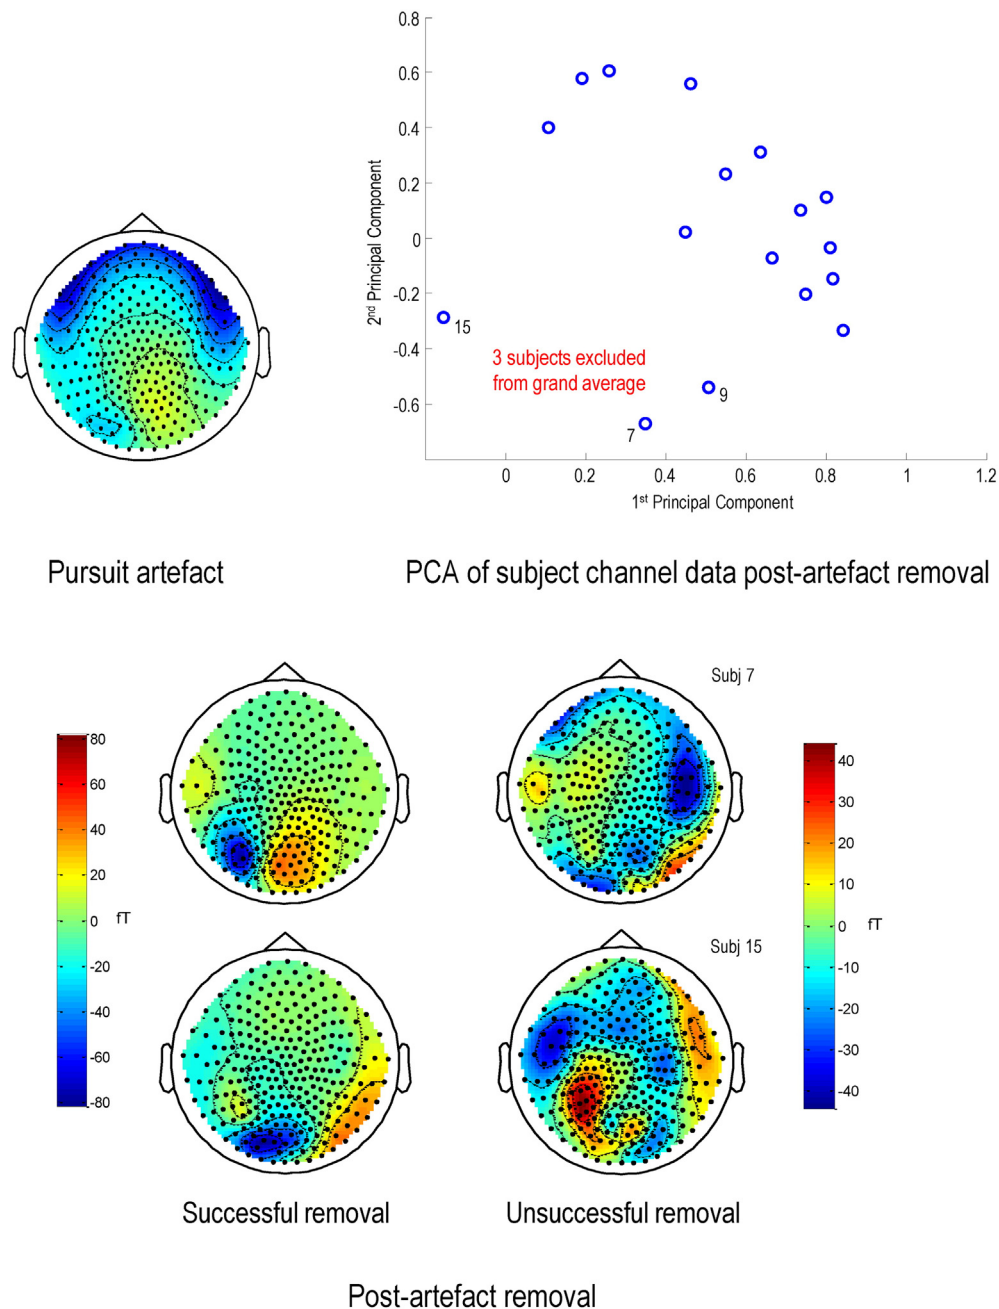 0.8
0.6
0.4
0.2
0
-0.2
-0.4
-0.6
2nd Principal Component
15
3 subjects excluded
from grand average
9
7
0 0.2 0.4 0.6 0.8 1 1.2
1st Principal Component
Pursuit artefact
PCA of subject channel data post-artefact removal
Subj 7
80
60
40
20
0
-20
-40
-60
-80
fT
40
30
20
10
0
-10
-20
-30
-40
fT
Subj 15
Successful removal
Unsuccessful removal
Post-artefact removal